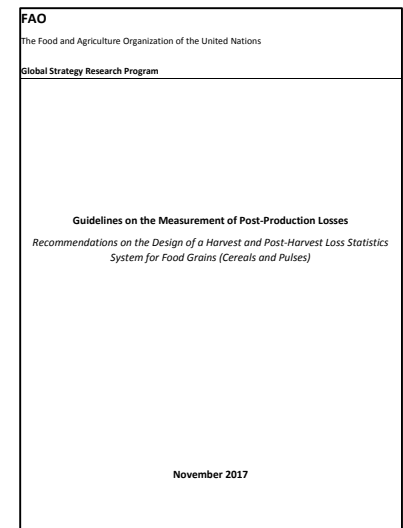 FAO
The Food and Agriculture Organization of the United Nations
Global Strategy Research Program
Guidelines on the Measurement of Post-Production Losses
Recommendations on the Design of a Harvest and Post-Harvest Loss Statistics
System for Food Grains (Cereals and Pulses)
November 2017